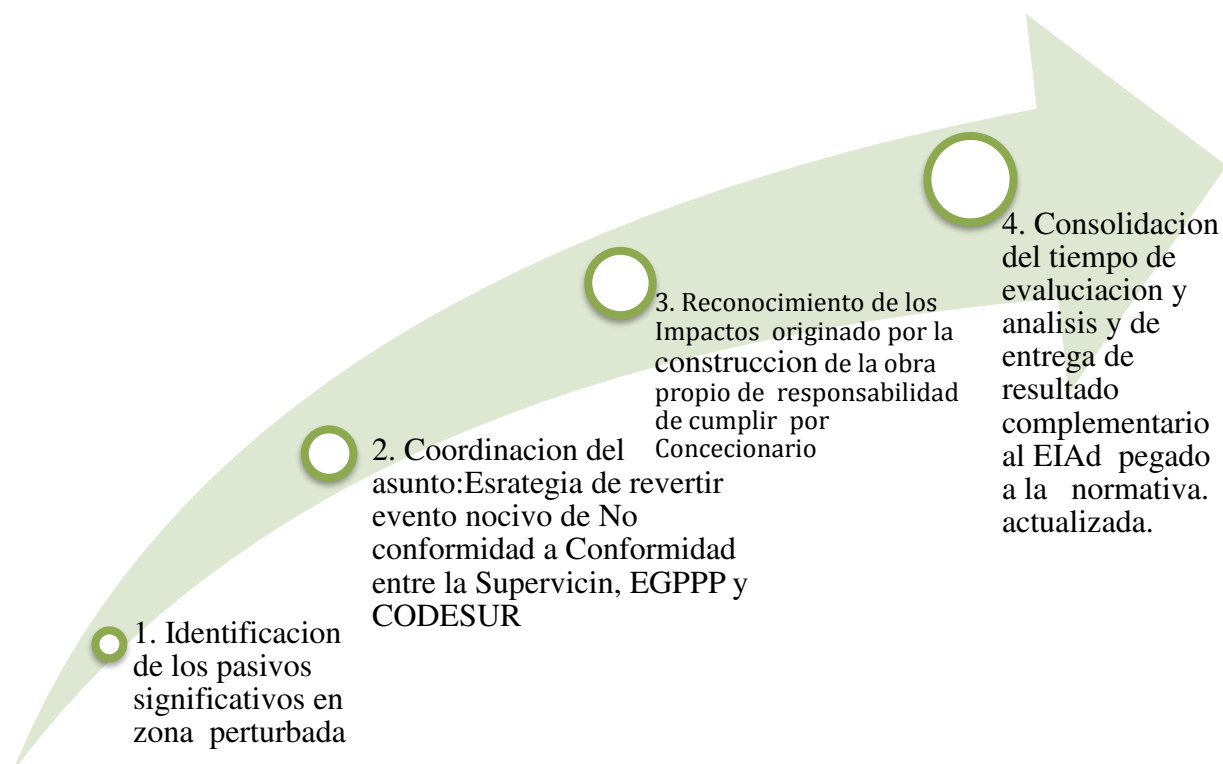 1. Identificacion
de los pasivos
significativos en
zona perturbada
2. Coordinacion del
asunto:Esrategia de revertir
evento nocivo de No
conformidad a Conformidad
entre la Supervicin, EGPPP y
CODESUR
3. Reconocimiento de los
Impactos originado por la
construccion de la obra
propio de responsabilidad
de cumplir por
Concecionario
4. Consolidacion
del tiempo de
evaluciacion y
analisis y de
entrega de
resultado
complementario
al EIAd pegado
a la normativa.
actualizada.